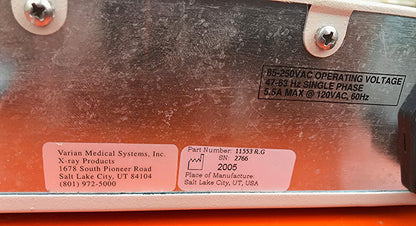 85-250VAC OPERATING VOLTAGE
47-63 Hz SINGLE PHASE
5.5A MAX @ 120VAC, 60Hz
Varian Medical Systems, Inc.
X-ray Products
1678 South Pioneer Road
Salt Lake City, UT 84104
(801) 972-5000
Part Number: 11553 R.G
SN: 2766
2005
Place of Manufacture:
Salt Lake City, UT, USA